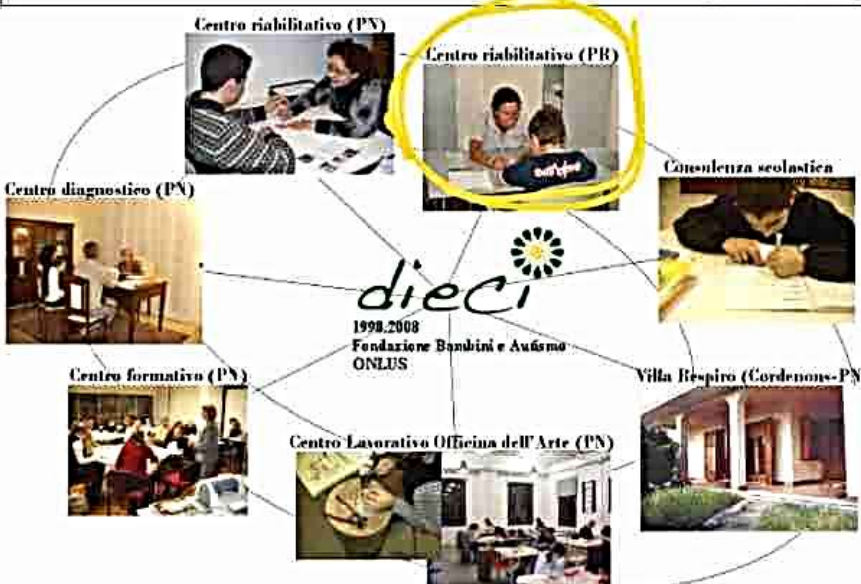 Centro riabilitativo (PN)
Centro riabilitativo (PR)
Consulenza scolastica
Centro diagnostico (PN)
dieci
1998.2008
Fondazione Bambini e Autismo
ONLUS
Centro formativo (PN)
Villa Respiro (Cordenons-PN
Centro Lavorativo Officina dell'Arte (PN)